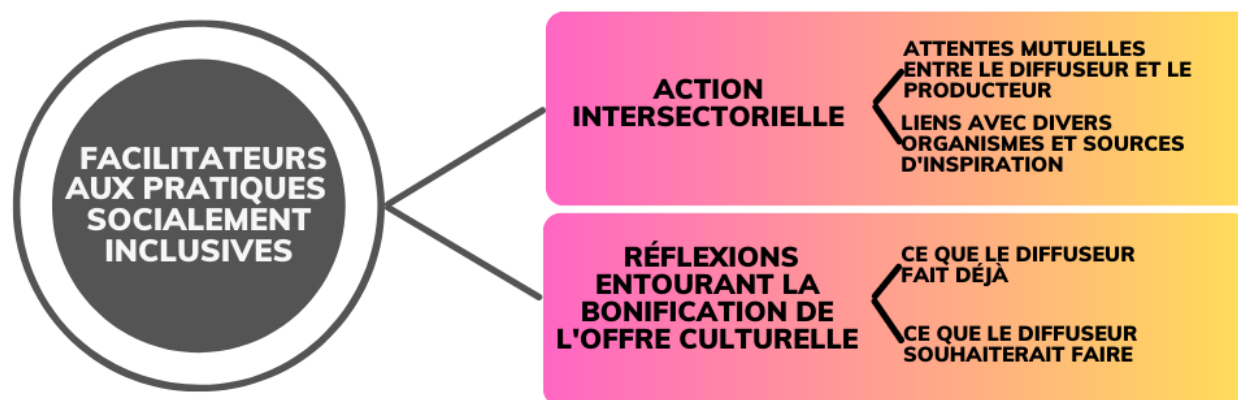 FACILITATEURS
AUX PRATIQUES
SOCIALEMENT
INCLUSIVES
ACTION
INTERSECTORIELLE
ATTENTES MUTUELLES
ENTRE LE DIFFUSEUR ET LE
PRODUCTEUR
LIENS AVEC DIVERS
ORGANISMES ET SOURCES
D'INSPIRATION
RÉFLEXIONS
ENTOURANT LA
BONIFICATION DE
L'OFFRE CULTURELLE
CE QUE LE DIFFUSEUR
FAIT DÉJÀ
CE QUE LE DIFFUSEUR
SOUHAITERAIT FAIRE